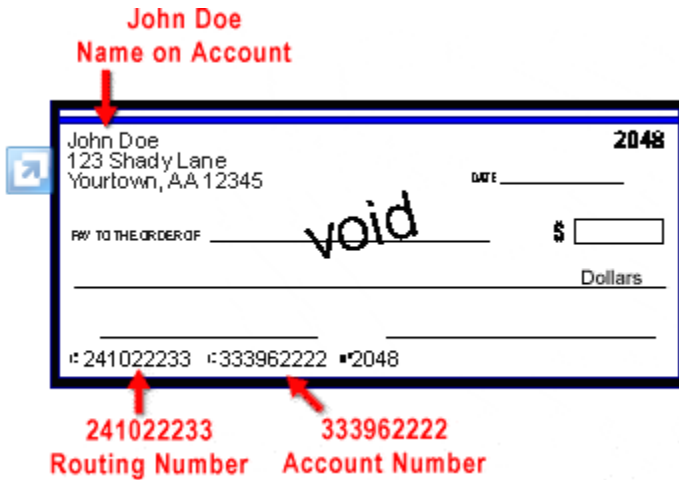 John Doe
Name on Account
John Doe
2048
123 Shady Lane
Yourtown, AA 12345
DATE
void
PAY TO THE ORDER OF
$
Dollars
⑆241022233 ⑆333962222 ⑈2048
241022233
333962222
Routing Number
Account Number